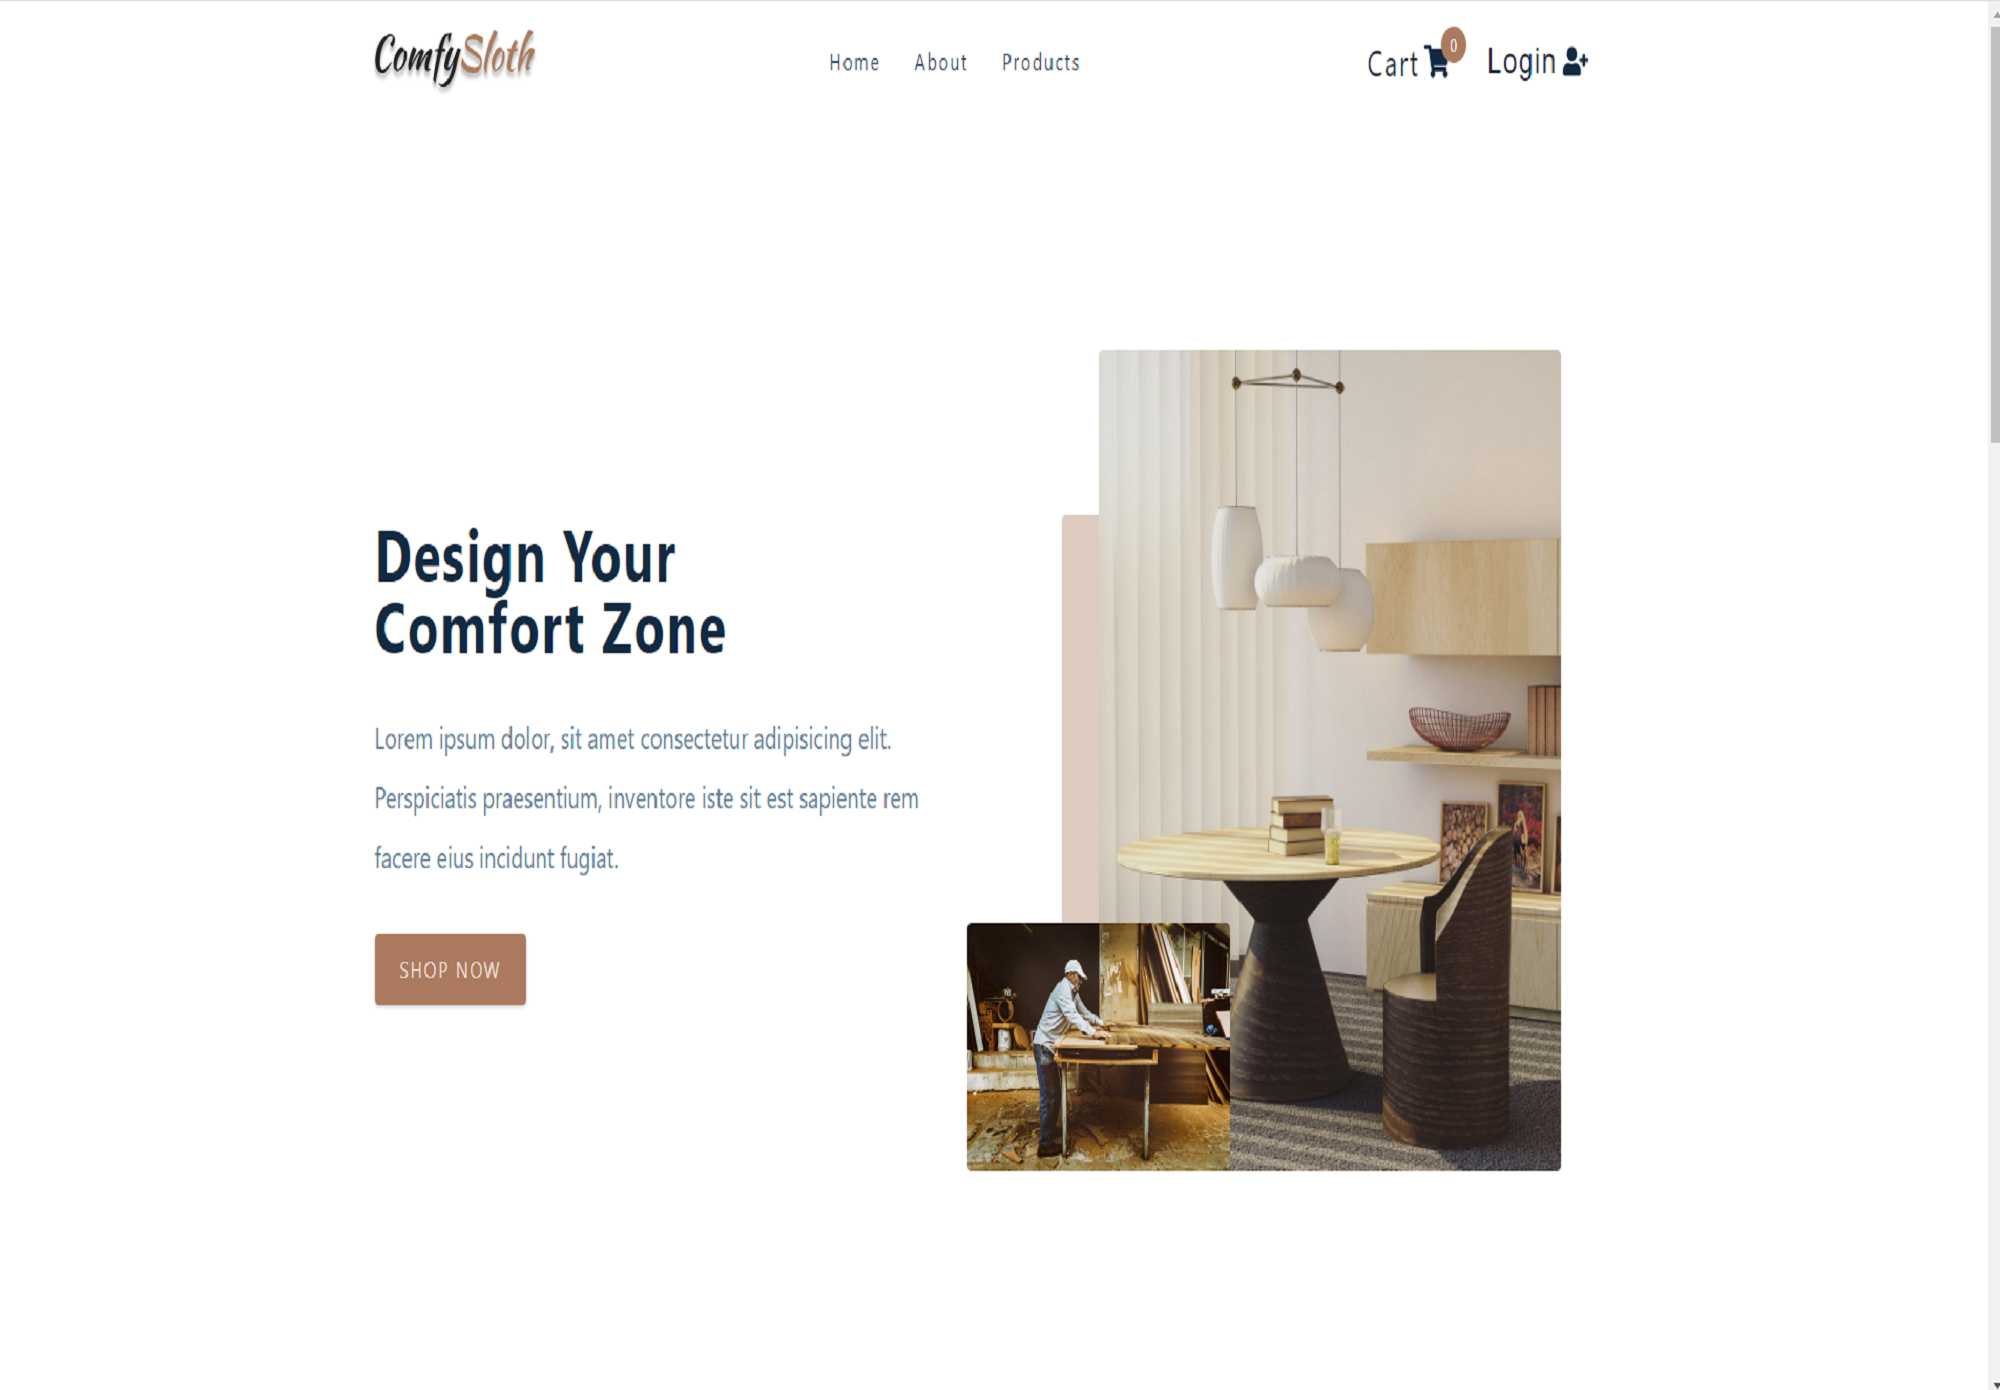 ComfySloth
Home About Products
Cart 0 Login
Design Your
Comfort Zone
Lorem ipsum dolor, sit amet consectetur adipisicing elit.
Perspiciatis praesentium, inventore iste sit est sapiente rem
facere eius incidunt fugiat.
SHOP NOW